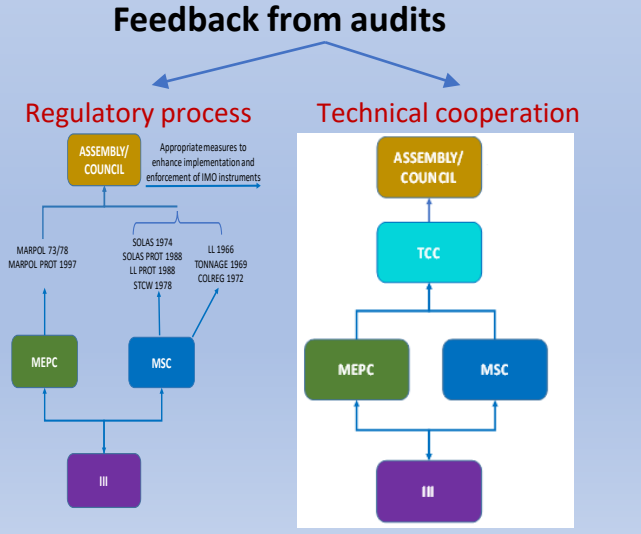 Feedback from audits
Regulatory process
Technical cooperation
ASSEMBLY/
COUNCIL
Appropriate measures to
enhance implementation and
enforcement of IMO instruments
MARPOL 73/78
MARPOL PROT 1997
SOLAS 1974
SOLAS PROT 1988
LL PROT 1988
STCW 1978
LL 1966
TONNAGE 1969
COLREG 1972
MEPC
MSC
III
ASSEMBLY/
COUNCIL
TCC
MEPC
MSC
III